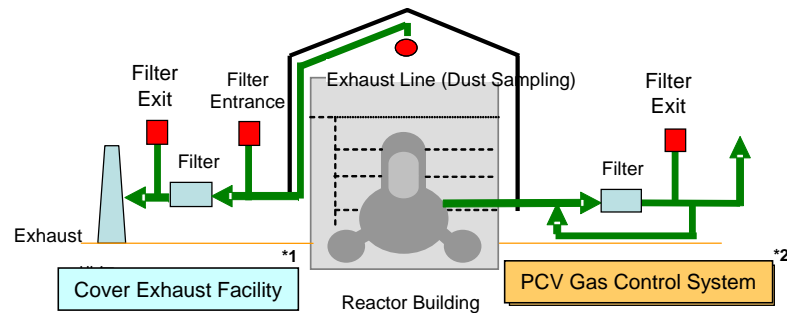 Exhaust Line (Dust Sampling)
Filter
Exit
Filter
Entrance
Filter
Exit
Filter
Filter
Exhaust
*1
*2
Cover Exhaust Facility
PCV Gas Control System
Reactor Building